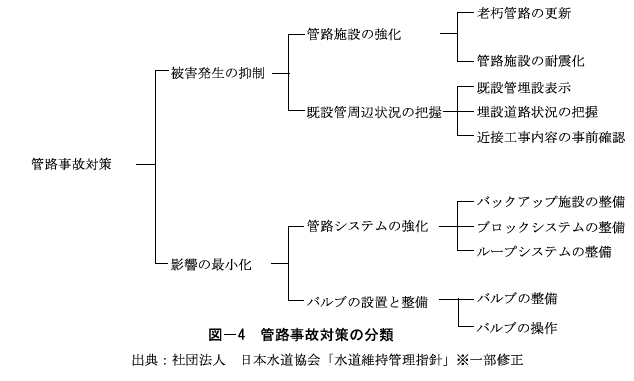 老朽管路の更新
管路施設の強化
管路施設の耐震化
被害発生の抑制
既設管埋設表示
既設管周辺状況の把握
埋設道路状況の把握
近接工事内容の事前確認
管路事故対策
バックアップ施設の整備
管路システムの強化
ブロックシステムの整備
ループシステムの整備
影響の最小化
バルブの設置と整備
バルブの整備
バルブの操作
図―4 管路事故対策の分類
出典:社団法人 日本水道協会「水道維持管理指針」※一部修正